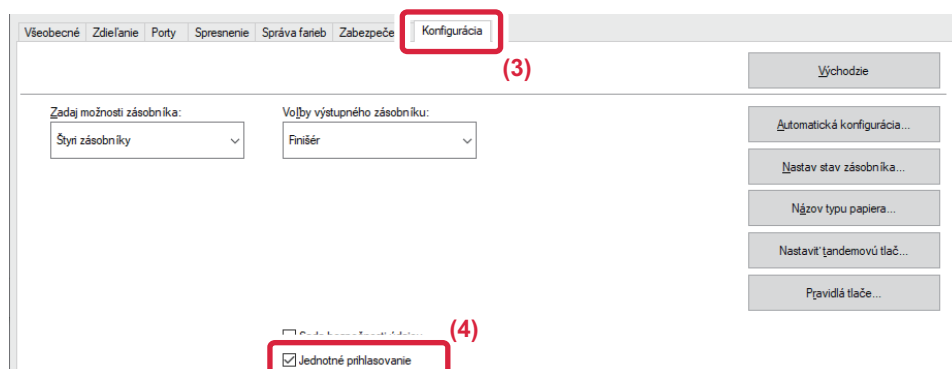 Všeobecné Zdieľanie Porty Spresnenie Správa farieb Zabezpeče Konfigurácia
(3)
Východzie
Zadaj možnosti zásobníka: Voľby výstupného zásobníku:
Štyri zásobníky Finišér
Automatická konfigurácia...
Nastav stav zásobníka...
Názov typu papiera...
Nastaviť tandemovú tlač...
Pravidlá tlače...
(4)
Jednotné prihlasovanie